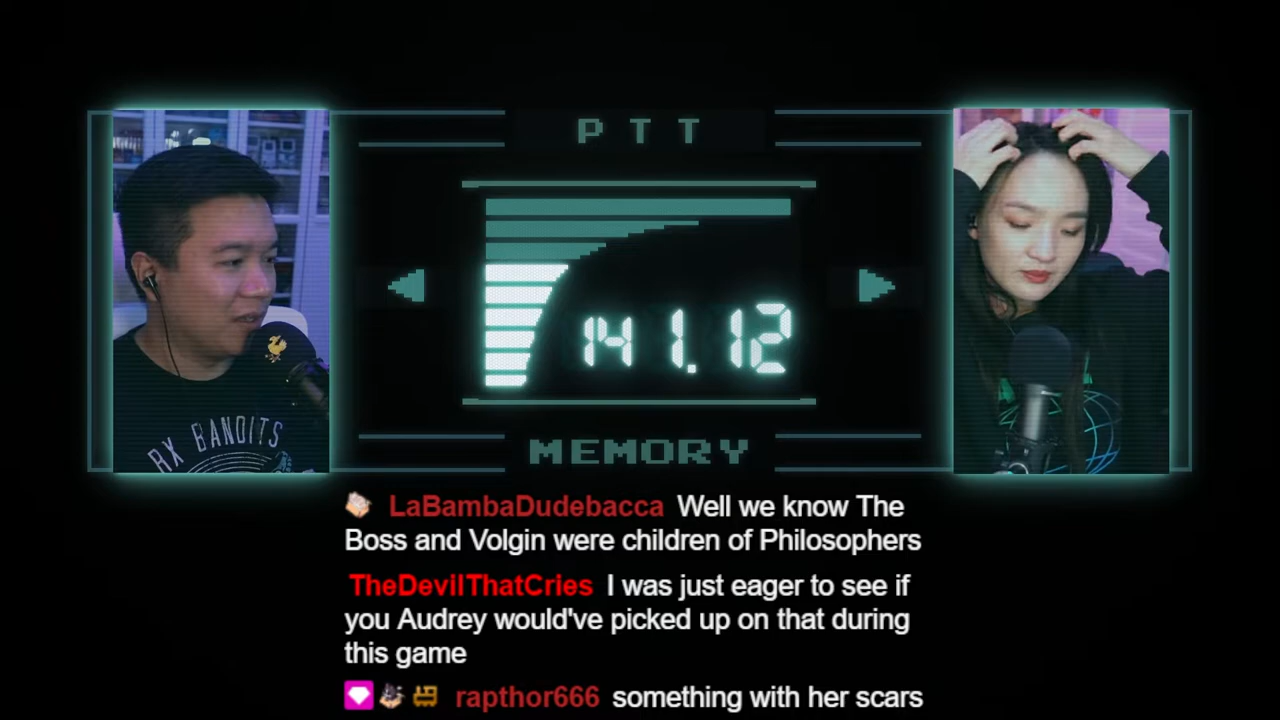 PTT
141.12
MEMORY
RX BANDITS
LaBambaDudebacca Well we know The
Boss and Volgin were children of Philosophers
TheDevilThatCries I was just eager to see if
you Audrey would've picked up on that during
this game
rapthor666 something with her scars